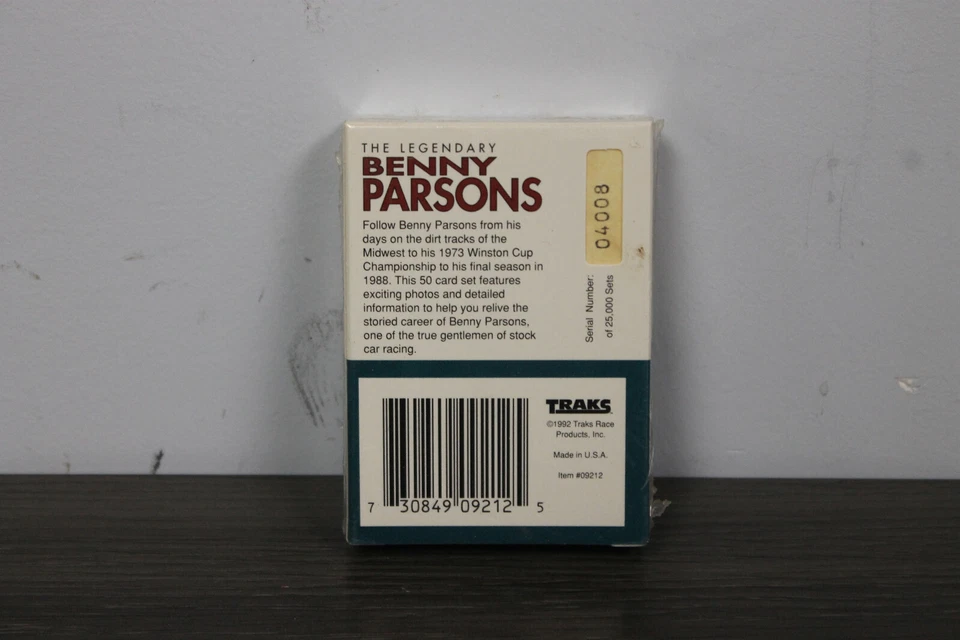 THE LEGENDARY
BENNY
PARSONS
Follow Benny Parsons from his
days on the dirt tracks of the
Midwest to his 1973 Winston Cup
Championship to his final season in
1988. This 50 card set features
exciting photos and detailed
information to help you relive the
storied career of Benny Parsons,
one of the true gentlemen of stock
car racing.
04008
Serial Number:
of 25,000 Sets
TRAKS
©1992 Traks Race
Products, Inc.
Made in U.S.A.
Item #09212
7 30849 09212 5